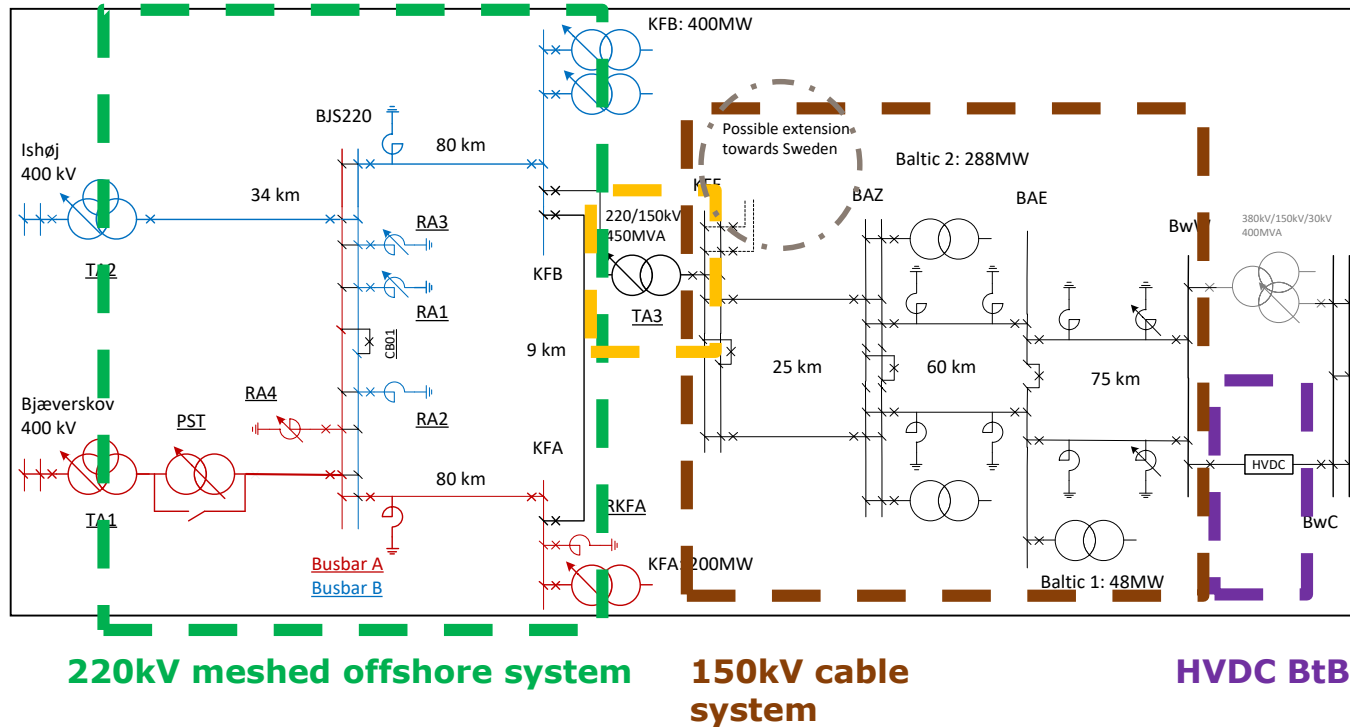 KFB: 400MW
BJS220
80 km
Ishøj
400 kV
34 km
TA2
RA3
RA1
CB01
RA2
RA4
Bjæverskov
400 kV
PST
TA1
80 km
Busbar A
Busbar B
KFB
9 km
KFA
RKFA
KFA: 200MW
220/150kV
450MVA
TA3
Possible extension
towards Sweden
25 km
Baltic 2: 288MW
BAZ
BAE
60 km
75 km
380kV/150kV/30kV
400MVA
HVDC
BwC
Baltic 1: 48MW
220kV meshed offshore system
150kV cable
system
HVDC BtB